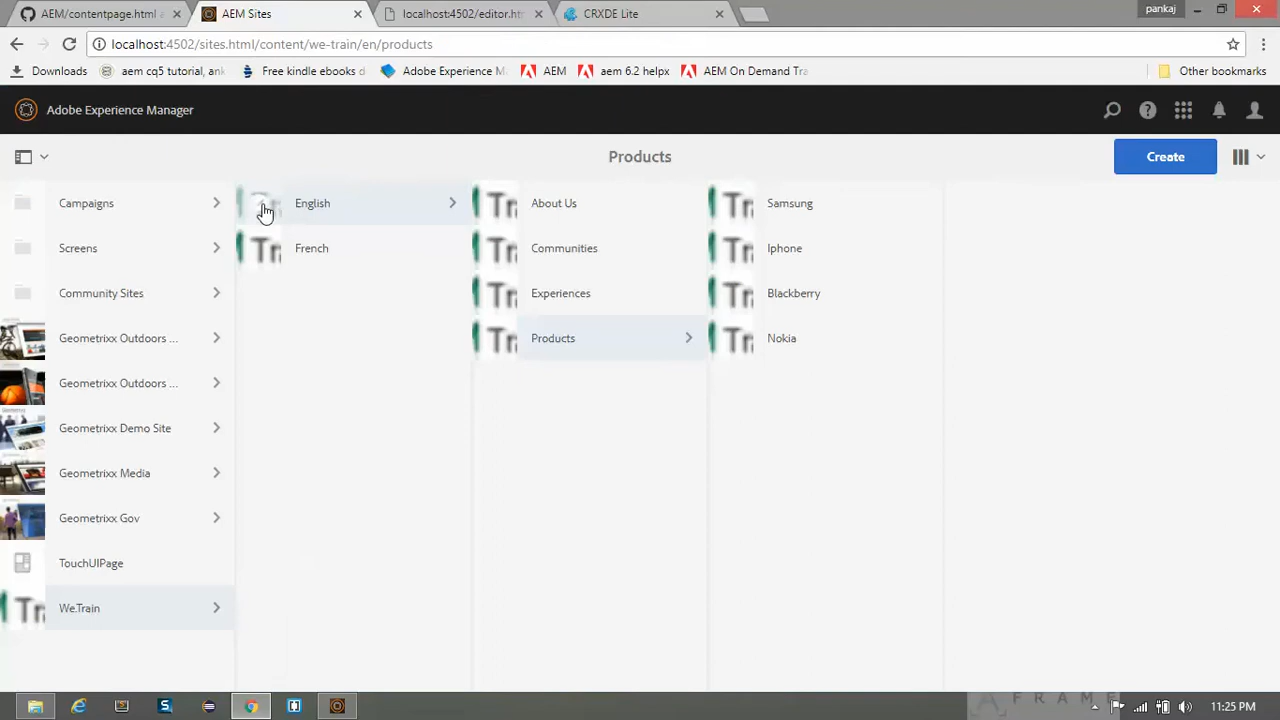 pankaj
AEM/contentpage.html a
AEM Sites
localhost:4502/editor.ht
CRXDE Lite
localhost:4502/sites.html/content/we-train/en/products
Downloads
aem cq5 tutorial, ank
Free kindle ebooks d
Adobe Experience M
AEM
aem 6.2 helpx
AEM On Demand Tra
Other bookmarks
Adobe Experience Manager
Products
Create
Campaigns
English
About Us
Samsung
Screens
Tr
French
Communities
Iphone
Community Sites
Experiences
Blackberry
Geometrixx Outdoors ...
Products
Nokia
Geometrixx Outdoors ...
Geometrixx Demo Site
Geometrixx Media
Geometrixx Gov
TouchUIPage
We.Train
FRAME
11:25 PM